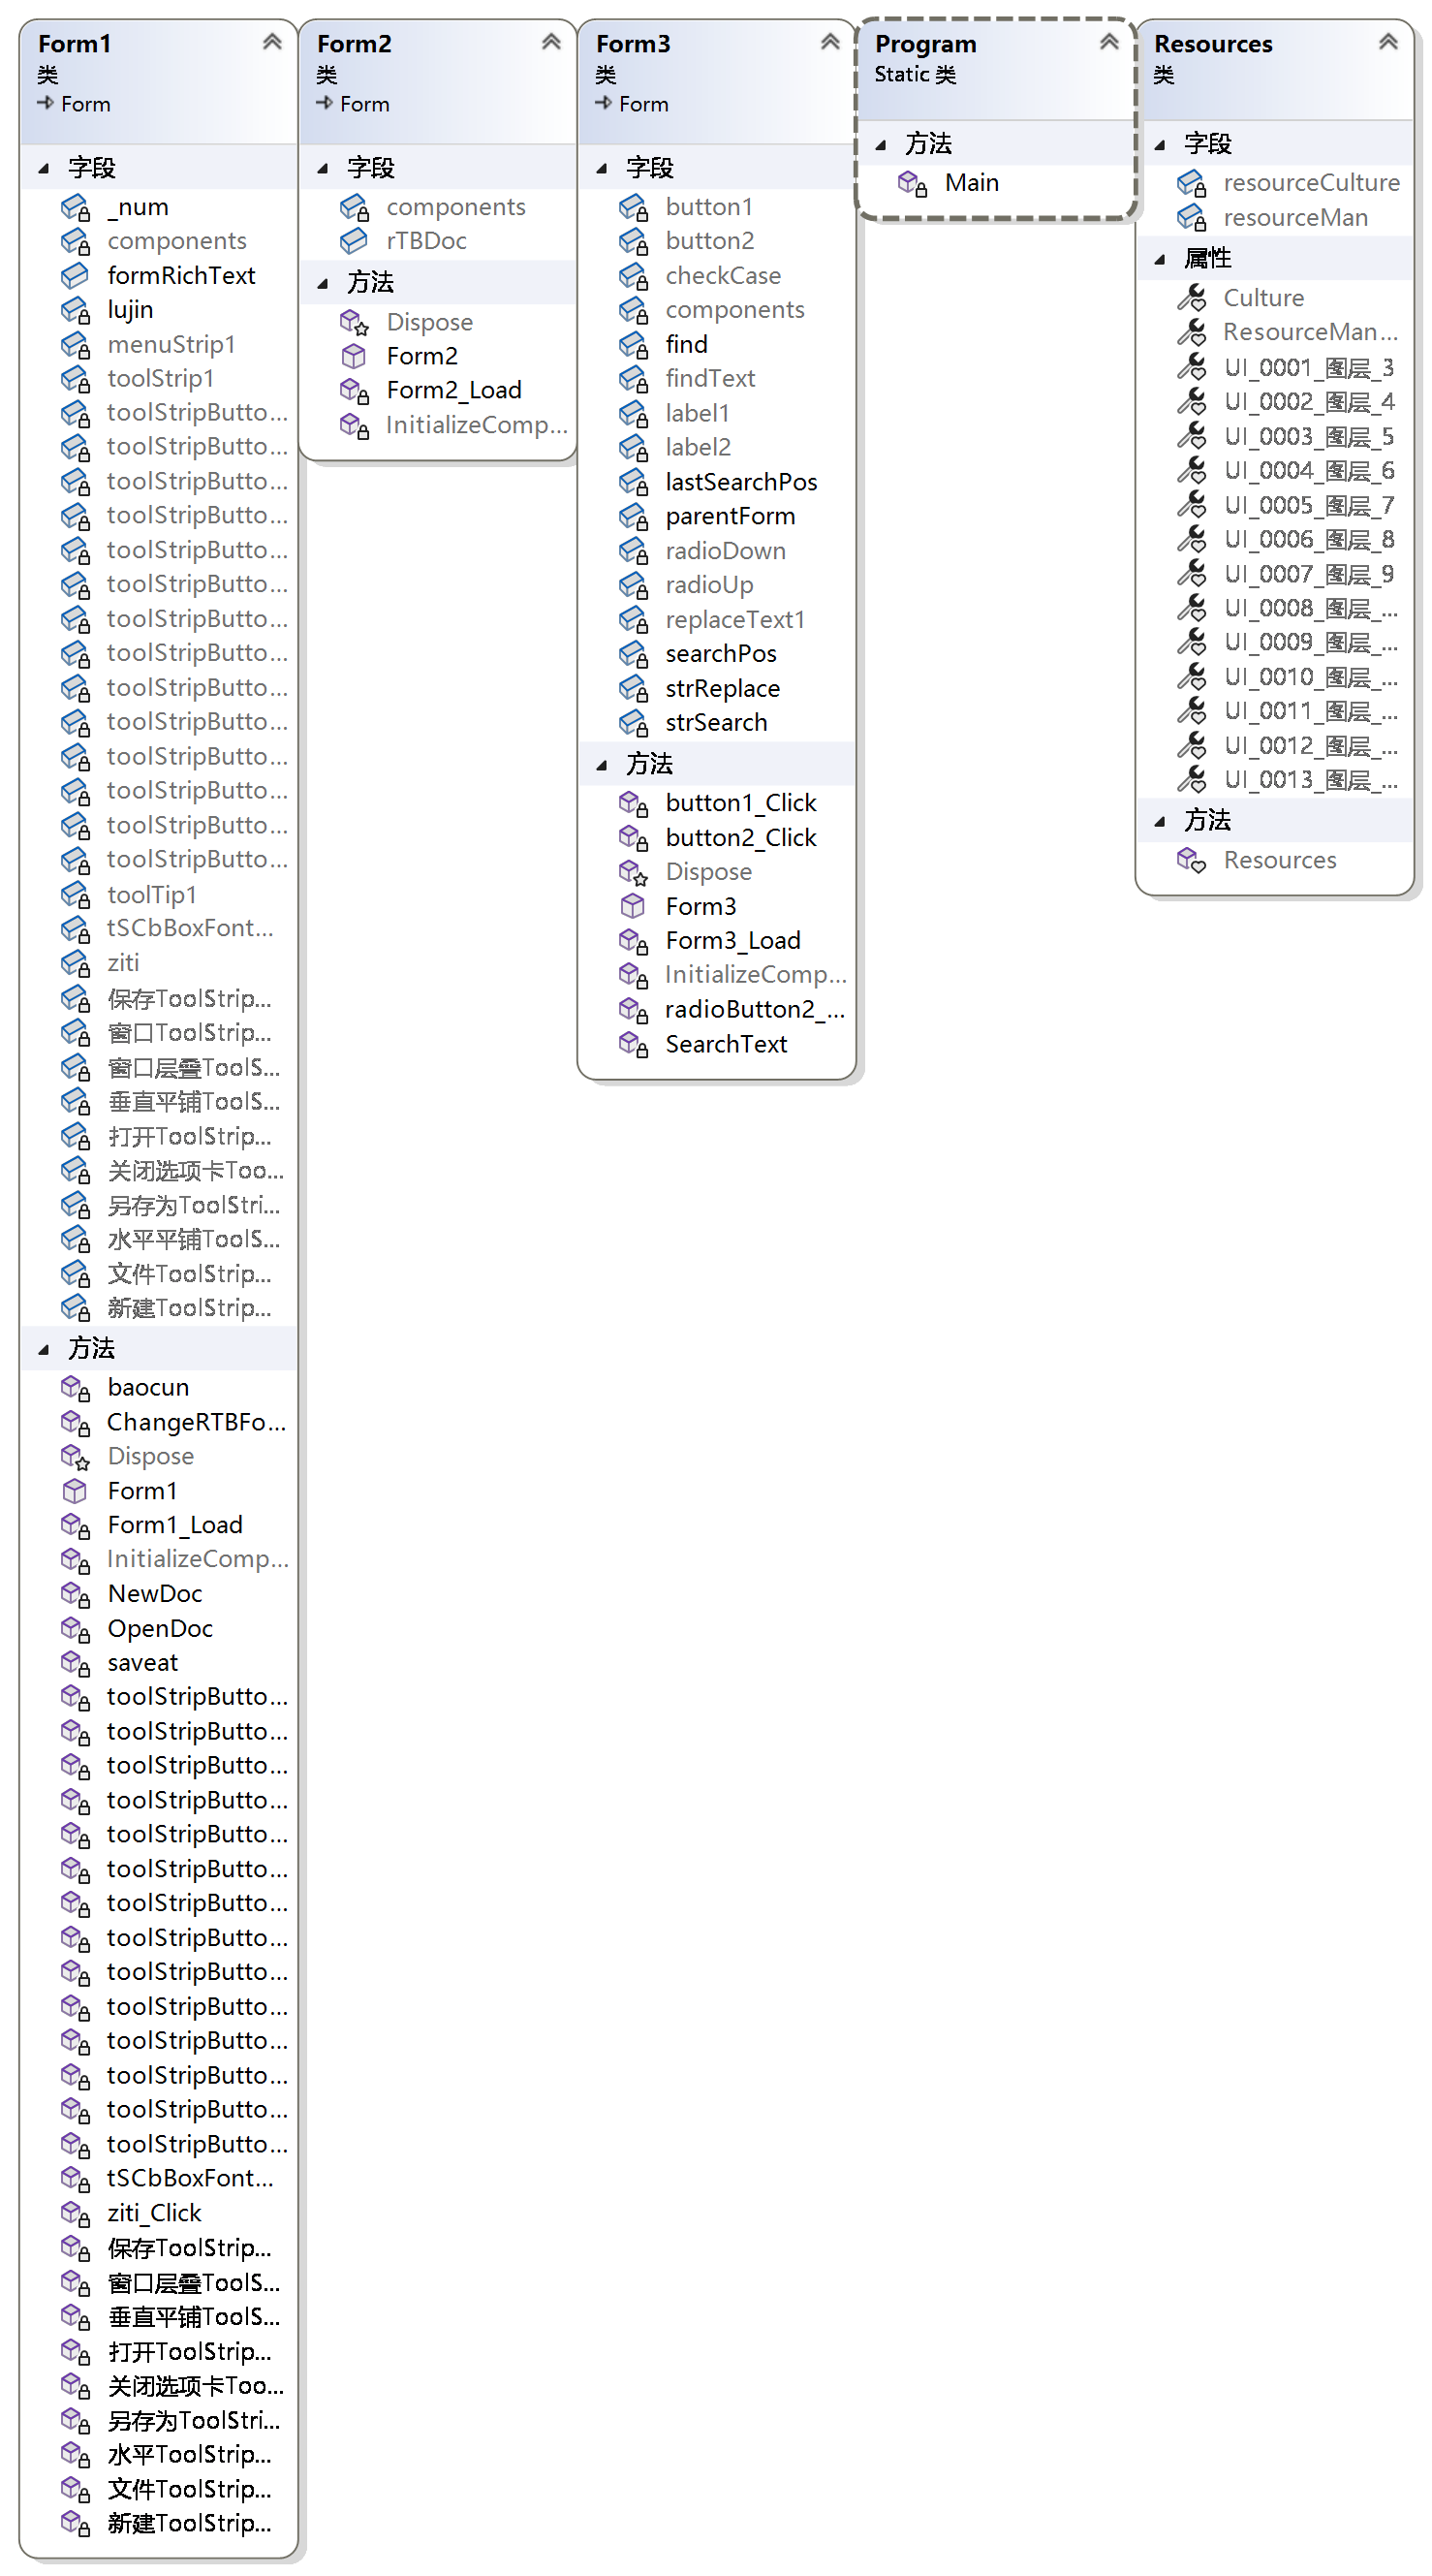 Form1
类
Form
字段
_num
components
formRichText
lujin
menuStrip1
toolStrip1
toolStripButto...
toolStripButto...
toolStripButto...
toolStripButto...
toolStripButto...
toolStripButto...
toolStripButto...
toolStripButto...
toolStripButto...
toolStripButto...
toolStripButto...
toolStripButto...
toolStripButto...
toolStripButto...
toolTip1
tSCbBoxFont...
ziti
保存ToolStrip...
窗口ToolStrip...
窗口层叠ToolS...
垂直平铺ToolS...
打开ToolStrip...
关闭选项卡Too...
另存为ToolStri...
水平平铺ToolS...
文件ToolStrip...
新建ToolStrip...
方法
baocun
ChangeRTBFo...
Dispose
Form1
Form1_Load
InitializeComp...
NewDoc
OpenDoc
saveat
toolStripButto...
toolStripButto...
toolStripButto...
toolStripButto...
toolStripButto...
toolStripButto...
toolStripButto...
toolStripButto...
toolStripButto...
toolStripButto...
toolStripButto...
toolStripButto...
toolStripButto...
toolStripButto...
tSCbBoxFont...
ziti_Click
保存ToolStrip...
窗口层叠ToolS...
垂直平铺ToolS...
打开ToolStrip...
关闭选项卡Too...
另存为ToolStri...
水平ToolStrip...
文件ToolStrip...
新建ToolStrip...
Form2
类
Form
字段
components
rTBDoc
方法
Dispose
Form2
Form2_Load
InitializeComp...
Form3
类
Form
字段
button1
button2
checkCase
components
find
findText
label1
label2
lastSearchPos
parentForm
radioDown
radioUp
replaceText1
searchPos
strReplace
strSearch
方法
button1_Click
button2_Click
Dispose
Form3
Form3_Load
InitializeComp...
radioButton2_...
SearchText
Program
Static 类
方法
Main
Resources
类
字段
resourceCulture
resourceMan
属性
Culture
ResourceMan...
UI_0001_图层_3
UI_0002_图层_4
UI_0003_图层_5
UI_0004_图层_6
UI_0005_图层_7
UI_0006_图层_8
UI_0007_图层_9
UI_0008_图层_...
UI_0009_图层_...
UI_0010_图层_...
UI_0011_图层_...
UI_0012_图层_...
UI_0013_图层_...
方法
Resources